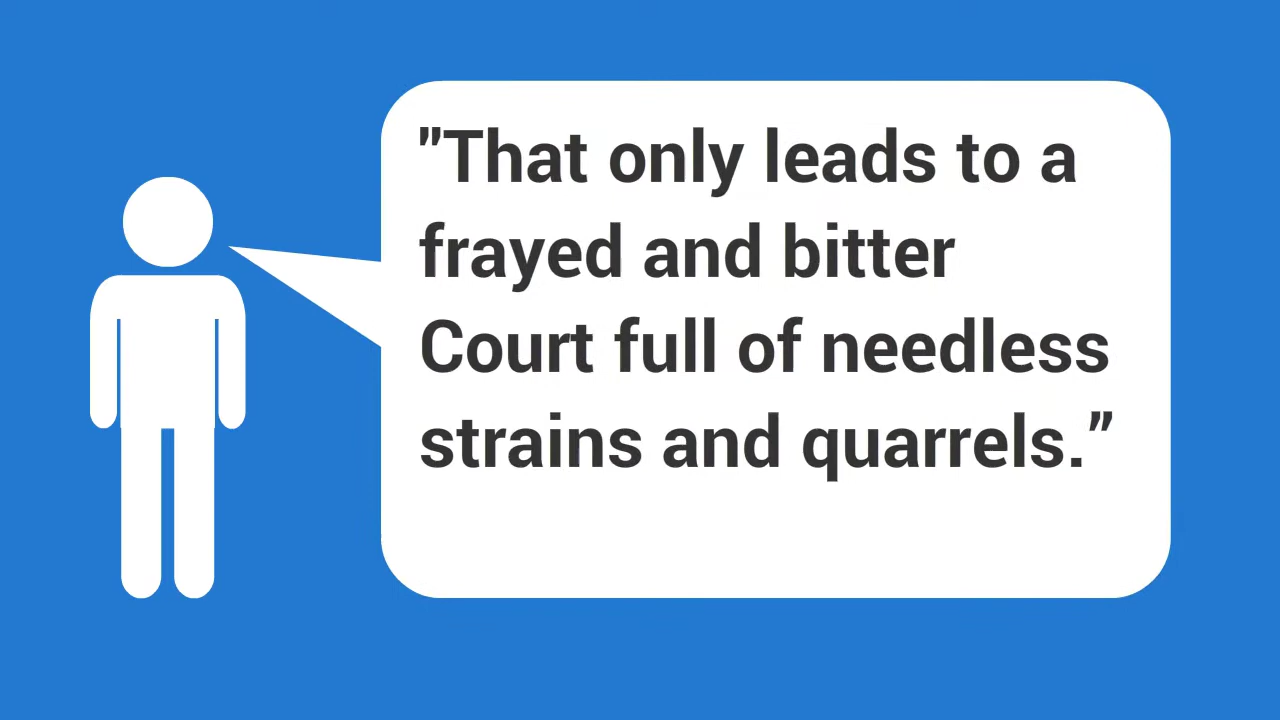 "That only leads to a
frayed and bitter
Court full of needless
strains and quarrels.”